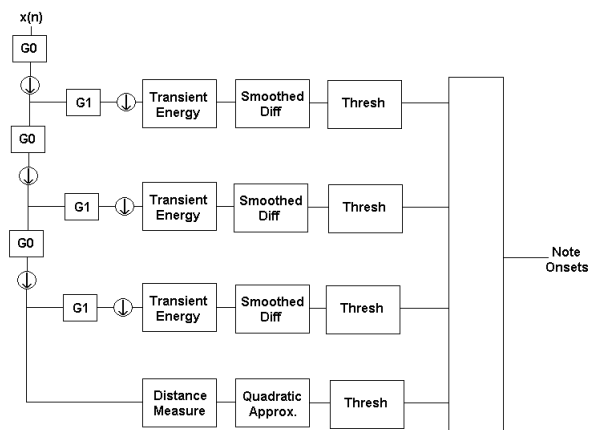 x(n)
G0
G1
Transient
Energy
Smoothed
Diff
Thresh
G0
G1
Transient
Energy
Smoothed
Diff
Thresh
G0
Note
Onsets
G1
Transient
Energy
Smoothed
Diff
Thresh
Distance
Measure
Quadratic
Approx.
Thresh